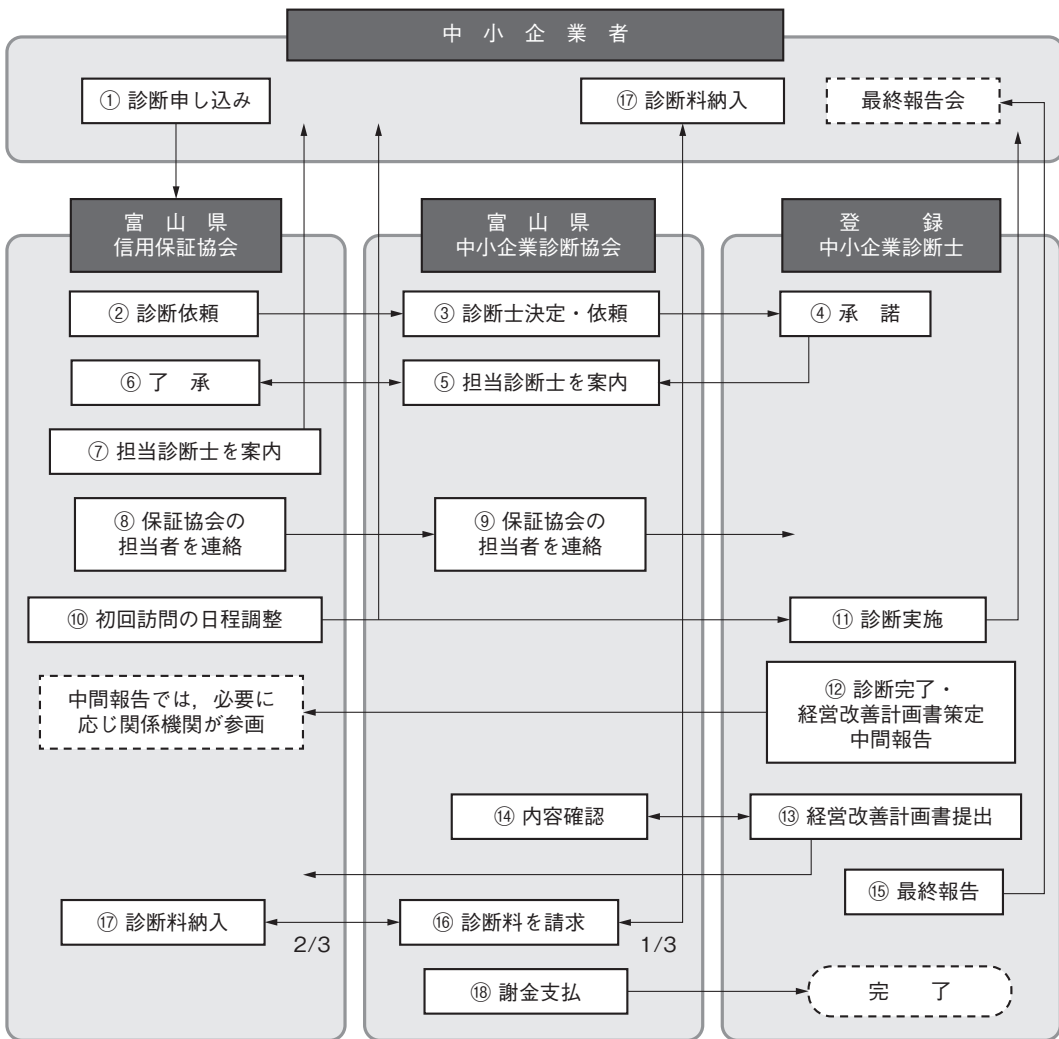 中小企業者
① 診断申し込み
⑰ 診断料納入
最終報告会
富山県
信用保証協会
富山県
中小企業診断協会
登録
中小企業診断士
② 診断依頼
③ 診断士決定・依頼
④ 承 諾
⑥ 了 承
⑤ 担当診断士を案内
⑦ 担当診断士を案内
⑧ 保証協会の
担当者を連絡
⑨ 保証協会の
担当者を連絡
⑩ 初回訪問の日程調整
⑪ 診断実施
中間報告では，必要に
応じ関係機関が参画
⑫ 診断完了・
経営改善計画書策定
中間報告
⑭ 内容確認
⑬ 経営改善計画書提出
⑮ 最終報告
⑰ 診断料納入
2/3
⑯ 診断料を請求
1/3
⑱ 謝金支払
完 了